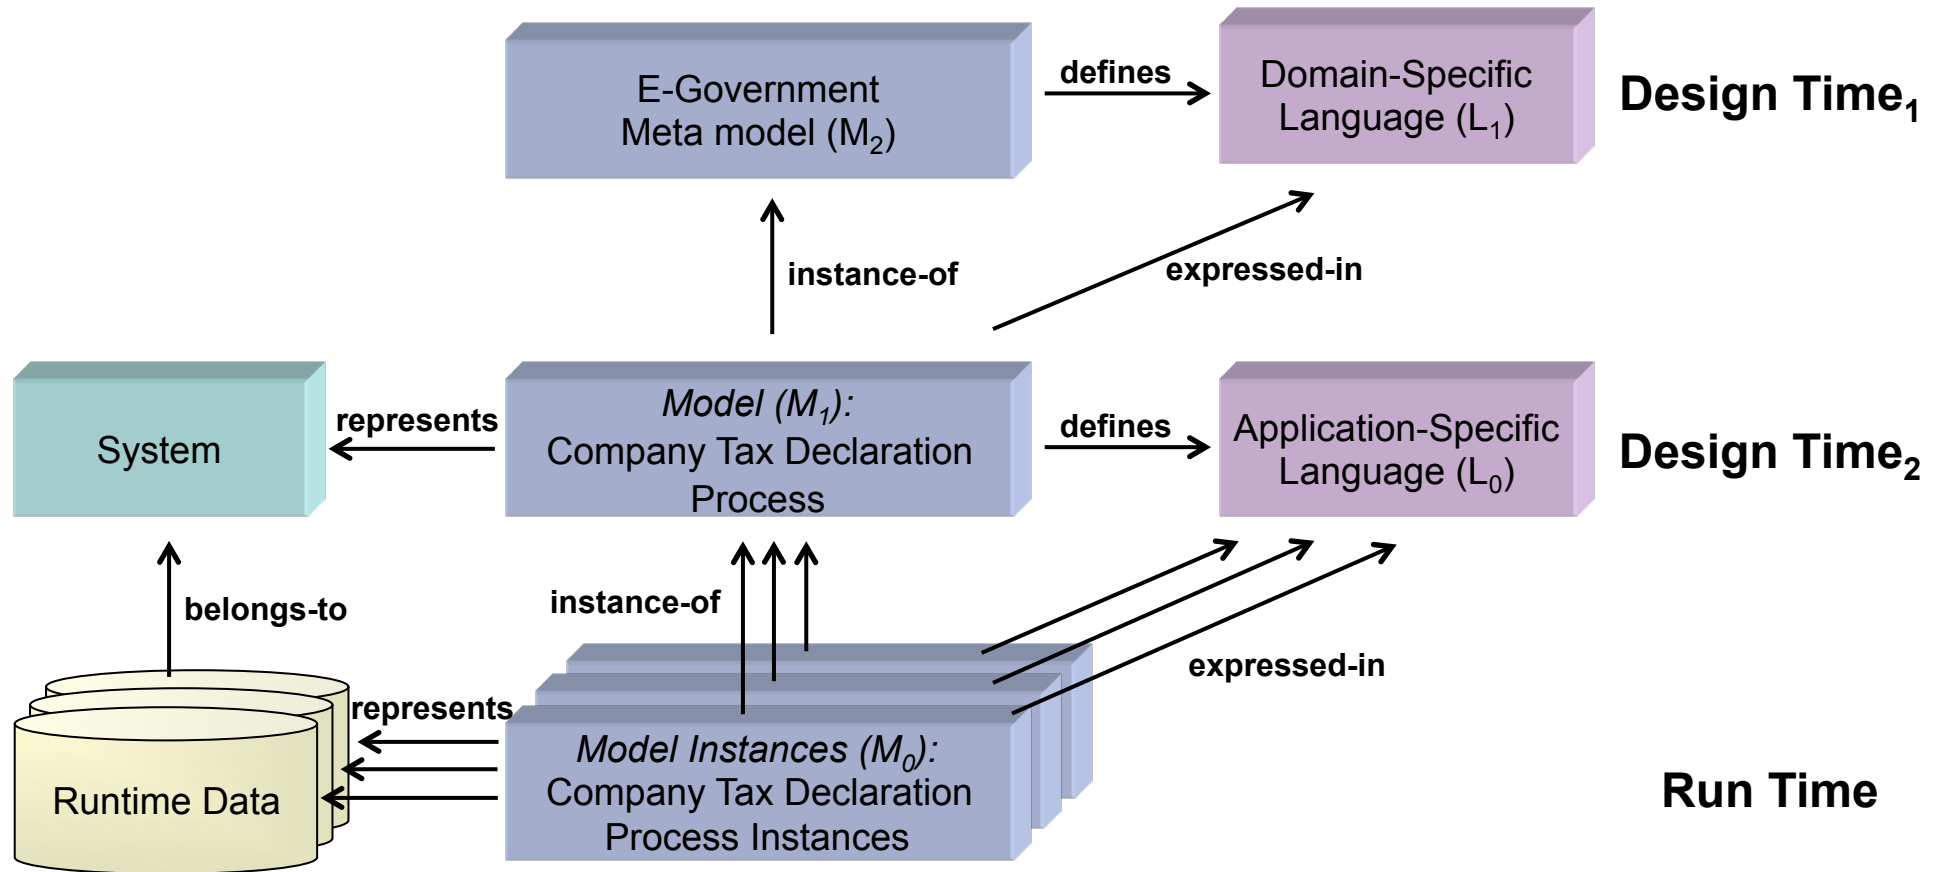 E-Government
Meta model (M₂)
defines
Domain-Specific
Language (L₁)
Design Time₁
instance-of
expressed-in
System
represents
Model (M₁):
Company Tax Declaration
Process
defines
Application-Specific
Language (L₀)
Design Time₂
belongs-to
instance-of
expressed-in
Runtime Data
represents
Model Instances (M₀):
Company Tax Declaration
Process Instances
Run Time